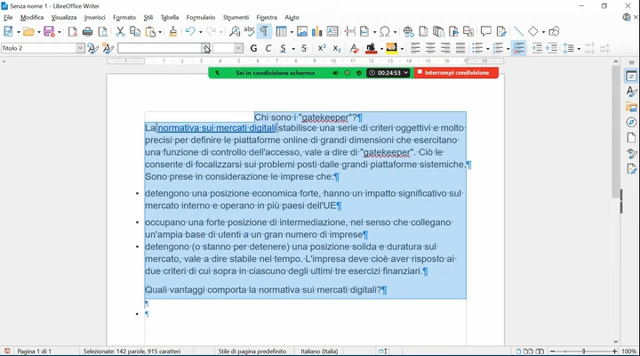 Senza nome 1 - LibreOffice Writer
File Modifica Visualizza Inserisci Formato Stili Tabella Formulario Strumenti Finestra Aiuto
Titolo 2
Sei in condivisione schermo 00:24:53 Interrompi condivisione
Chi sono i "gatekeeper"?
La normativa sui mercati digitali stabilisce una serie di criteri oggettivi e molto
precisi per definire le piattaforme online di grandi dimensioni che esercitano
una funzione di controllo dell'accesso, vale a dire di "gatekeeper". Ciò le
consente di focalizzarsi sui problemi posti dalle grandi piattaforme sistemiche.
Sono prese in considerazione le imprese che:
• detengono una posizione economica forte, hanno un impatto significativo sul
mercato interno e operano in più paesi dell'UE
• occupano una forte posizione di intermediazione, nel senso che collegano
un'ampia base di utenti a un gran numero di imprese
• detengono (o stanno per detenere) una posizione solida e duratura sul
mercato, vale a dire stabile nel tempo. L'impresa deve cioè aver risposto ai
due criteri di cui sopra in ciascuno degli ultimi tre esercizi finanziari.
Quali vantaggi comporta la normativa sui mercati digitali?
Pagina 1 di 1 Selezionate: 142 parole, 915 caratteri Stile di pagina predefinito Italiano (Italia) 100%